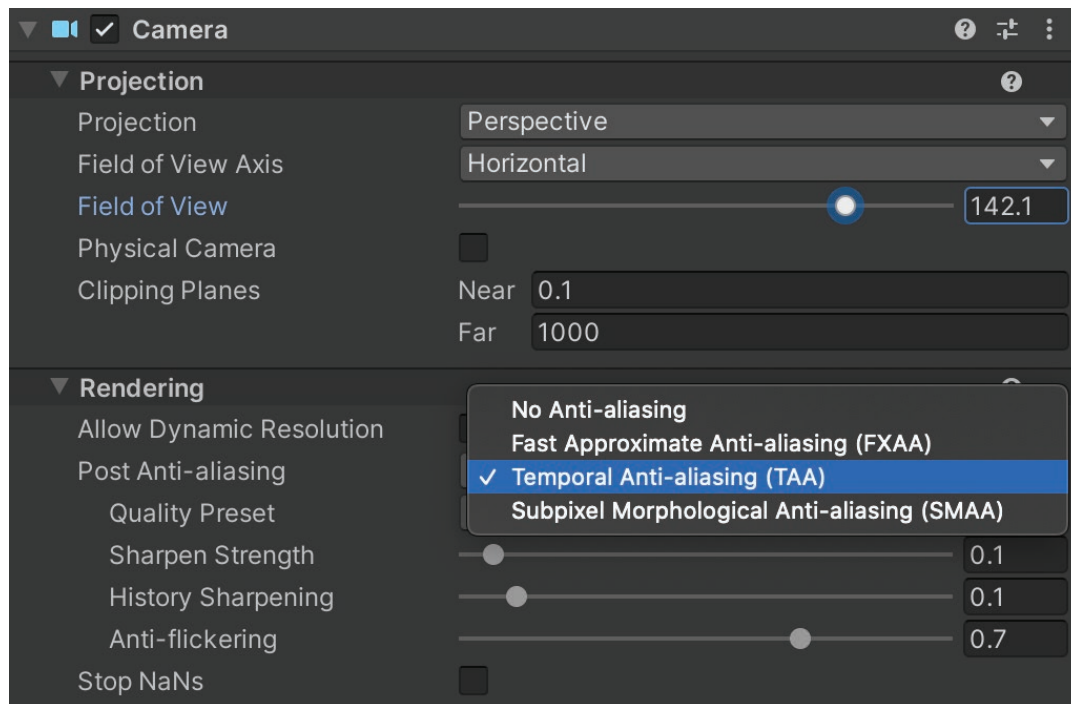 Camera
Projection
Projection Perspective
Field of View Axis Horizontal
Field of View 142.1
Physical Camera
Clipping Planes Near 0.1
Far 1000
Rendering
Allow Dynamic Resolution
No Anti-aliasing
Fast Approximate Anti-aliasing (FXAA)
Post Anti-aliasing ✓ Temporal Anti-aliasing (TAA)
Quality Preset Subpixel Morphological Anti-aliasing (SMAA)
Sharpen Strength 0.1
History Sharpening 0.1
Anti-flickering 0.7
Stop NaNs